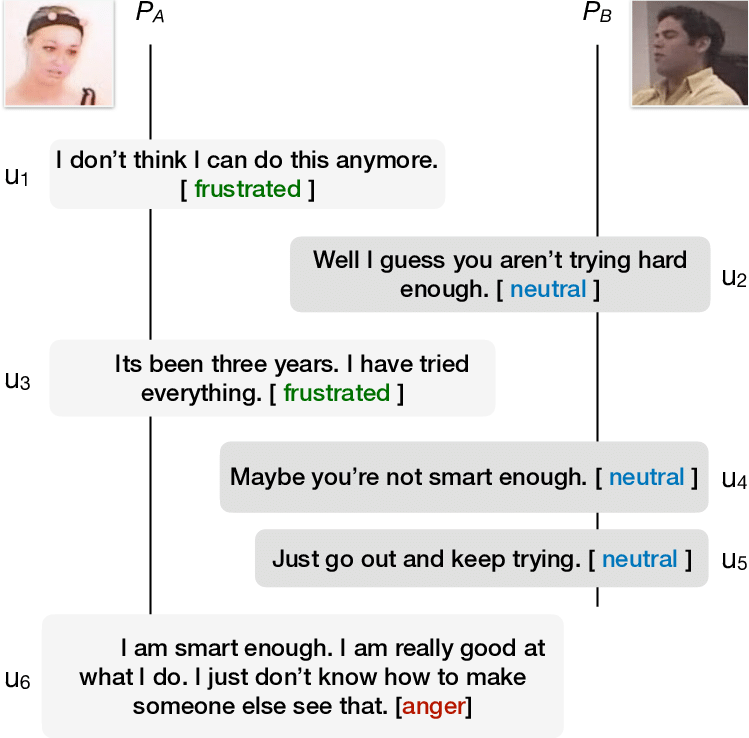 P_A P_B
u1
I don't think I can do this anymore.
[ frustrated ]
Well I guess you aren't trying hard
enough. [ neutral ]
u2
u3
Its been three years. I have tried
everything. [ frustrated ]
Maybe you're not smart enough. [ neutral ]
u4
Just go out and keep trying. [ neutral ]
u5
u6
I am smart enough. I am really good at
what I do. I just don't know how to make
someone else see that. [anger]